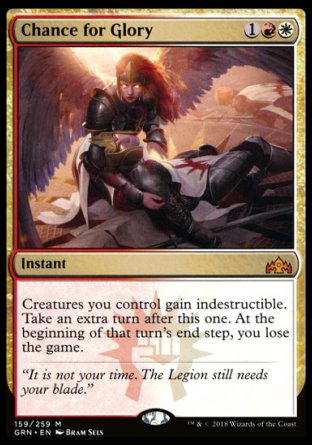 Chance for Glory 1
Instant
Creatures you control gain indestructible.
Take an extra turn after this one. At the
beginning of that turn's end step, you lose
the game.
"It is not your time. The Legion still needs
your blade."
159/259 M
GRN • EN Bram Sels
™ & © 2018 Wizards of the Coast